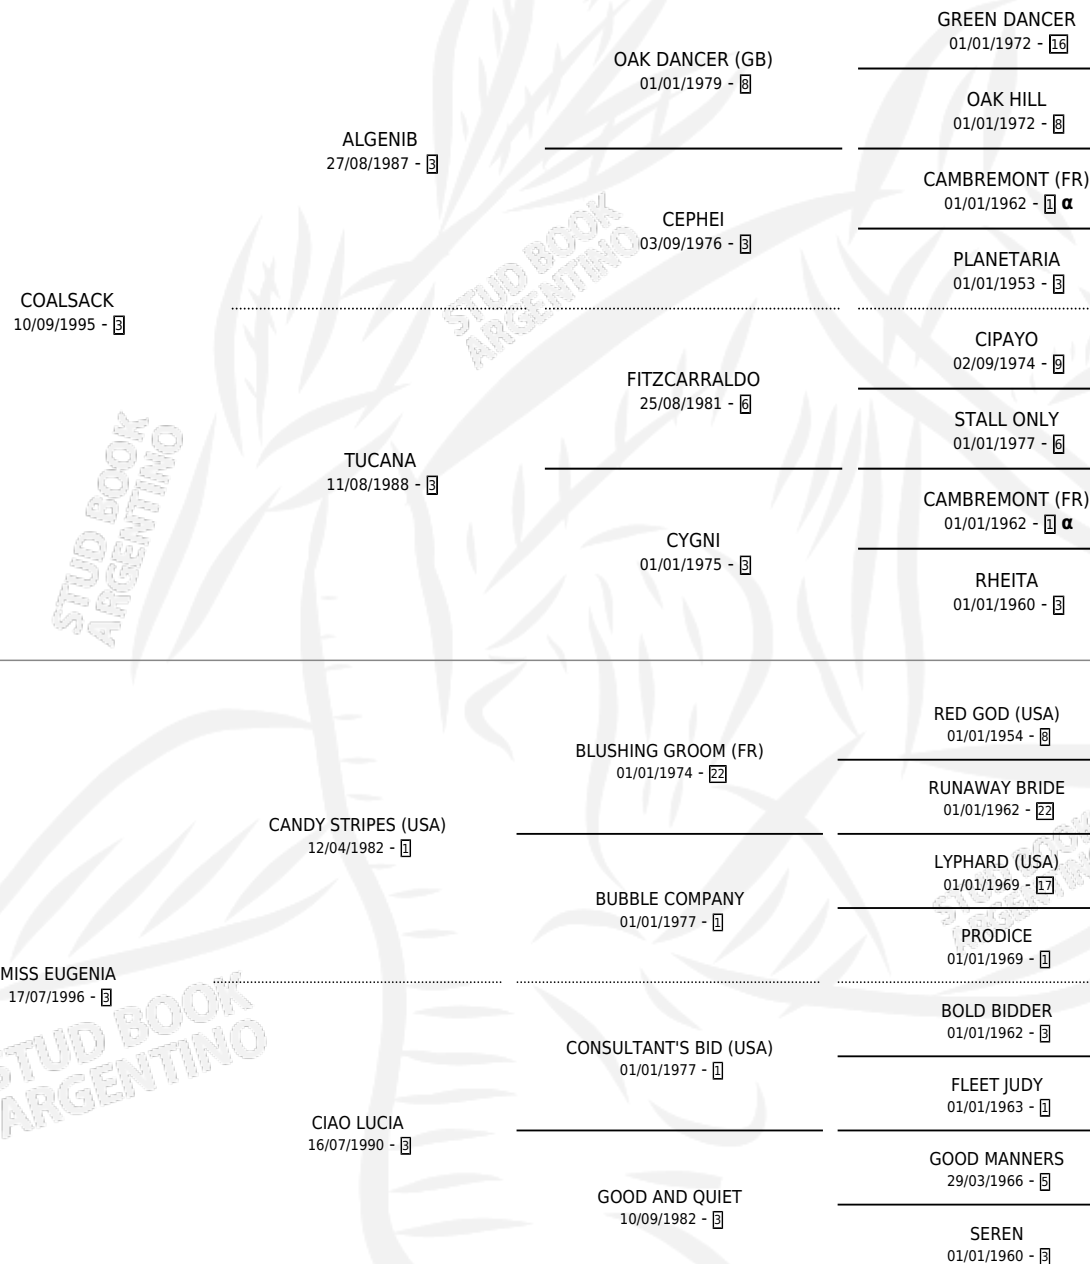 GREEN DANCER
01/01/1972 - 16
OAK DANCER (GB)
01/01/1979 - 8
OAK HILL
01/01/1972 - 8
ALGENIB
27/08/1987 - 3
CAMBREMONT (FR)
01/01/1962 - 1 α
CEPHEI
03/09/1976 - 3
PLANETARIA
01/01/1953 - 3
COALSACK
10/09/1995 - 3
CIPAYO
02/09/1974 - 9
FITZCARRALDO
25/08/1981 - 6
STALL ONLY
01/01/1977 - 6
TUCANA
11/08/1988 - 3
CAMBREMONT (FR)
01/01/1962 - 1 α
CYGNI
01/01/1975 - 3
RHEITA
01/01/1960 - 3
RED GOD (USA)
01/01/1954 - 8
BLUSHING GROOM (FR)
01/01/1974 - 22
RUNAWAY BRIDE
01/01/1962 - 22
CANDY STRIPES (USA)
12/04/1982 - 1
LYPHARD (USA)
01/01/1969 - 17
BUBBLE COMPANY
01/01/1977 - 1
PRODICE
01/01/1969 - 1
MISS EUGENIA
17/07/1996 - 3
BOLD BIDDER
01/01/1962 - 3
CONSULTANT'S BID (USA)
01/01/1977 - 1
FLEET JUDY
01/01/1963 - 1
CIAO LUCIA
16/07/1990 - 3
GOOD MANNERS
29/03/1966 - 5
GOOD AND QUIET
10/09/1982 - 3
SEREN
01/01/1960 - 3
STUD BOOK
ARGENTINO
STUD BOOK
ARGENTINO
STUD BOOK
ARGENTINO
STUD BOOK
ARGENTINO